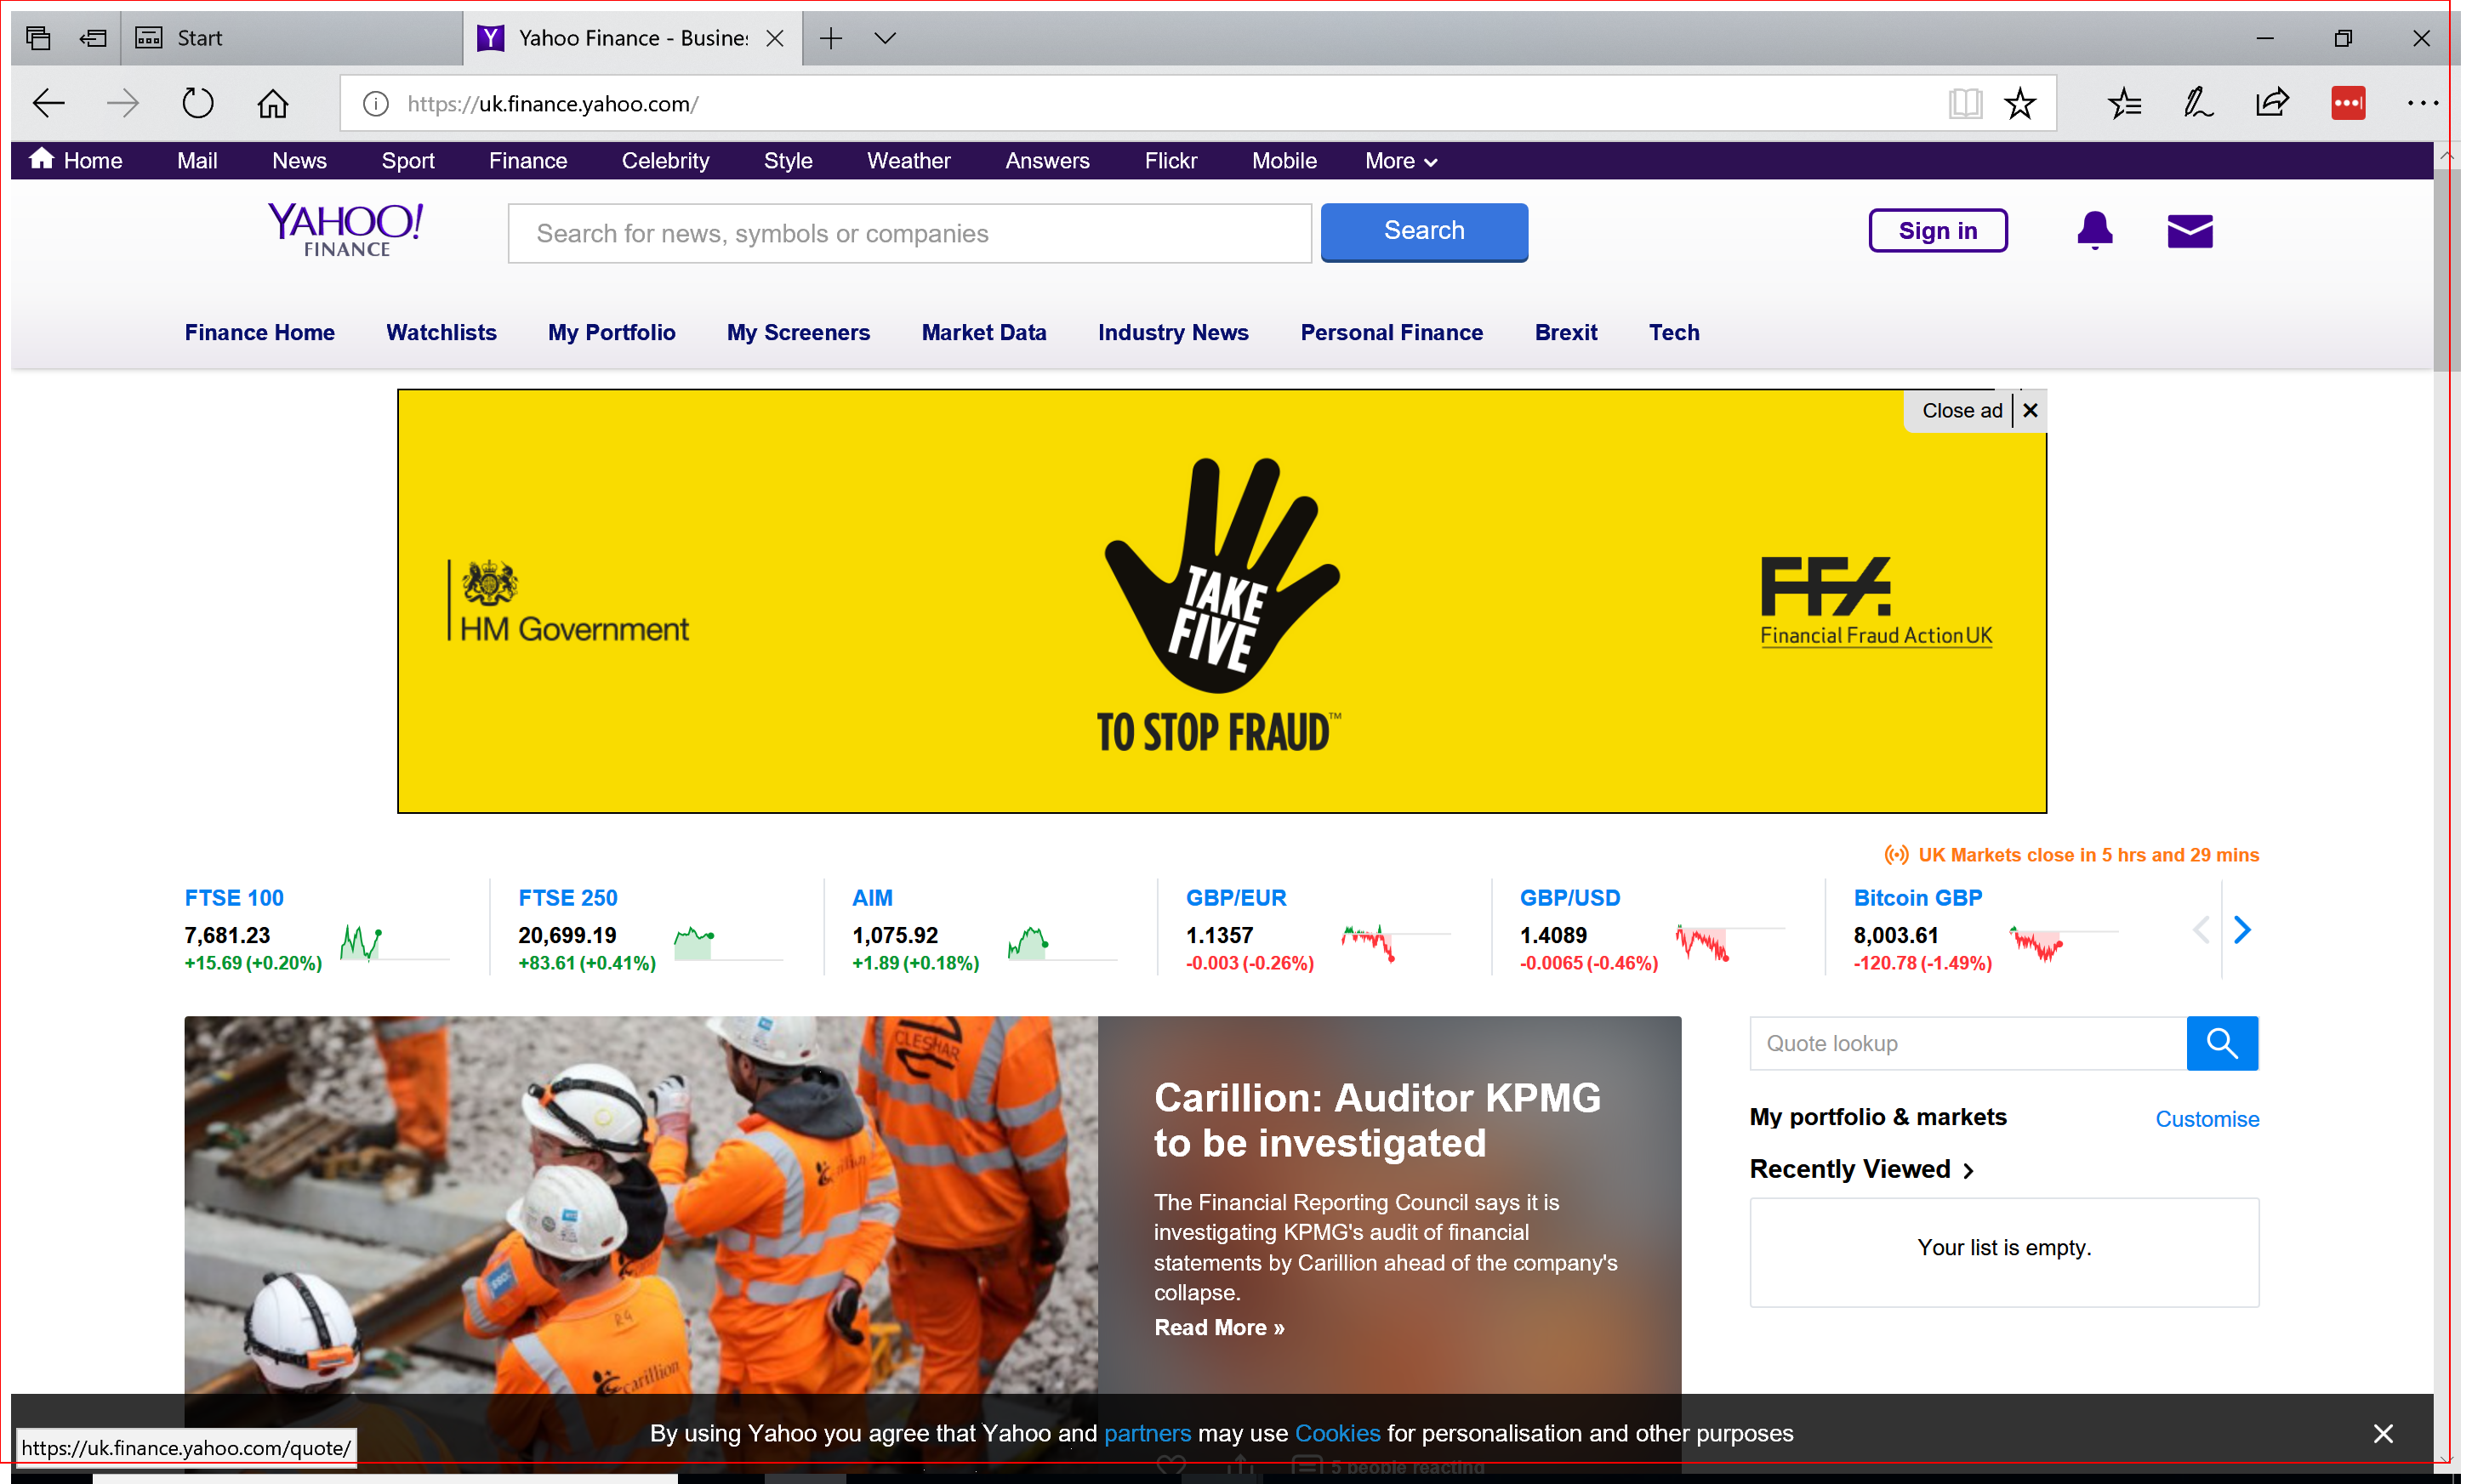 Start
Yahoo Finance - Busine
https://uk.finance.yahoo.com/
Home Mail News Sport Finance Celebrity Style Weather Answers Flickr Mobile More
YAHOO!
FINANCE
Search for news, symbols or companies
Search
Sign in
Finance Home Watchlists My Portfolio My Screeners Market Data Industry News Personal Finance Brexit Tech
Close ad
HM Government
TAKE
FIVE
TO STOP FRAUD™
FFA.
Financial Fraud Action UK
UK Markets close in 5 hrs and 29 mins
FTSE 100
7,681.23
+15.69 (+0.20%)
FTSE 250
20,699.19
+83.61 (+0.41%)
AIM
1,075.92
+1.89 (+0.18%)
GBP/EUR
1.1357
-0.003 (-0.26%)
GBP/USD
1.4089
-0.0065 (-0.46%)
Bitcoin GBP
8,003.61
-120.78 (-1.49%)
CLESHAR
carillion
carillion
Carillion: Auditor KPMG
to be investigated
The Financial Reporting Council says it is
investigating KPMG's audit of financial
statements by Carillion ahead of the company's
collapse.
Read More »
Quote lookup
My portfolio & markets
Customise
Recently Viewed
Your list is empty.
By using Yahoo you agree that Yahoo and partners may use Cookies for personalisation and other purposes
https://uk.finance.yahoo.com/quote/
5 people reacting